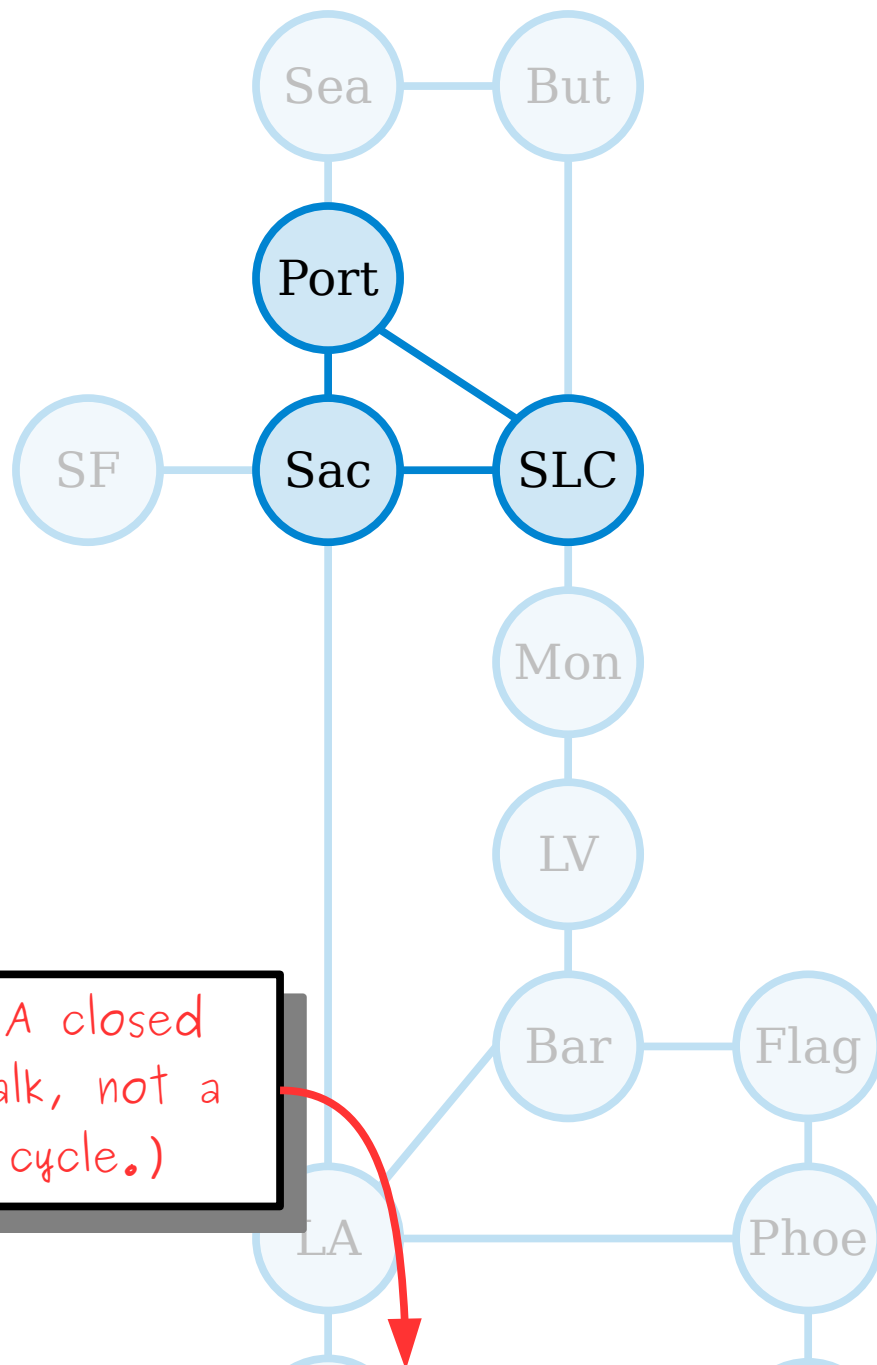 Sea
But
Port
SF
Sac
SLC
Mon
LV
Bar
Flag
A closed
alk, not a
cycle.)
LA
Phoe